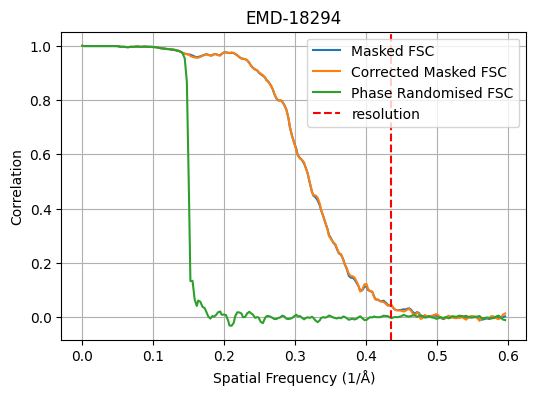 EMD-18294
Masked FSC
Corrected Masked FSC
Phase Randomised FSC
resolution
1.0
0.8
0.6
0.4
0.2
0.0
Correlation
0.0 0.1 0.2 0.3 0.4 0.5 0.6
Spatial Frequency (1/Å)